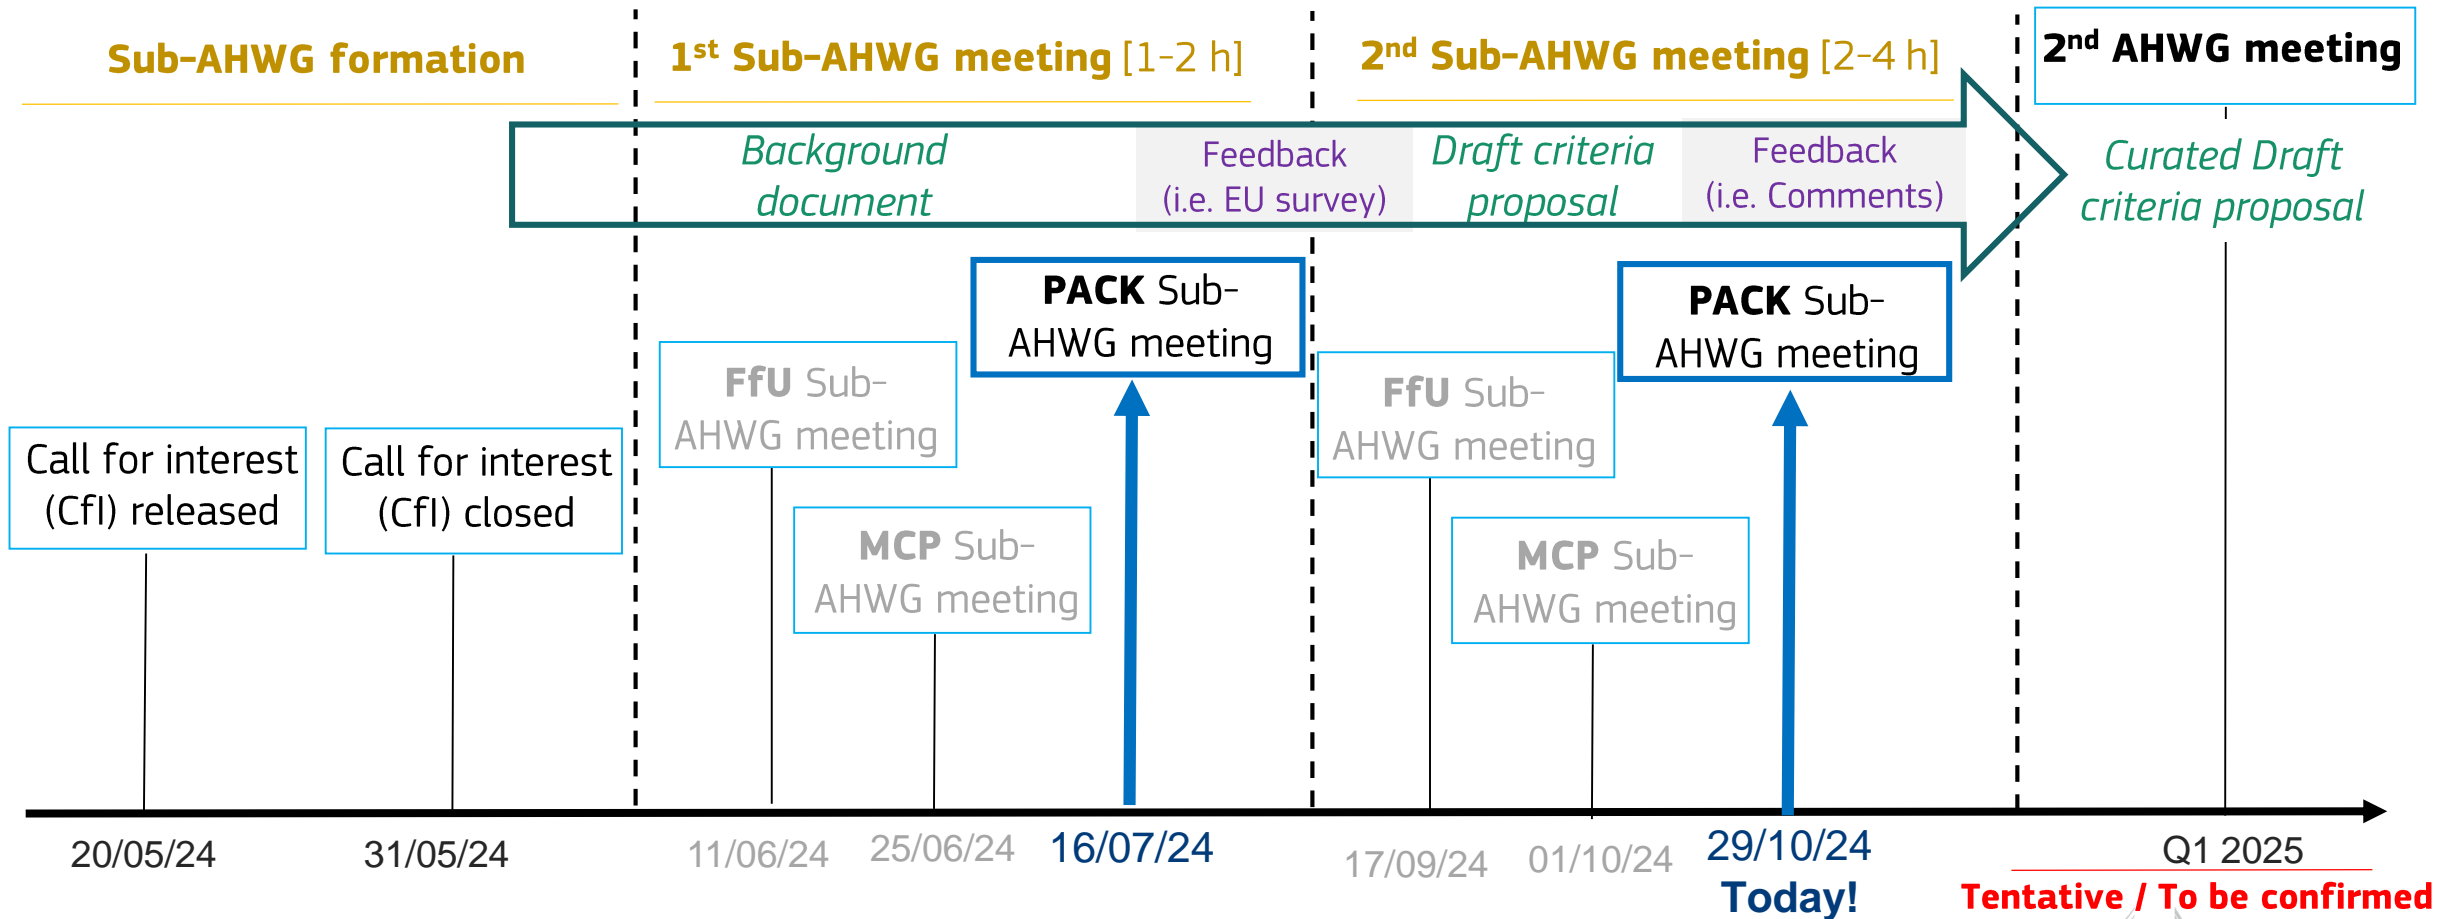 Sub-AHWG formation
1st Sub-AHWG meeting [1-2 h]
2nd Sub-AHWG meeting [2-4 h]
2nd AHWG meeting
Background
document
Feedback
(i.e. EU survey)
Draft criteria
proposal
Feedback
(i.e. Comments)
Curated Draft
criteria proposal
Call for interest
(CfI) released
Call for interest
(CfI) closed
FfU Sub-
AHWG meeting
MCP Sub-
AHWG meeting
PACK Sub-
AHWG meeting
FfU Sub-
AHWG meeting
MCP Sub-
AHWG meeting
PACK Sub-
AHWG meeting
20/05/24
31/05/24
11/06/24
25/06/24
16/07/24
17/09/24
01/10/24
29/10/24
Today!
Q1 2025
Tentative / To be confirmed